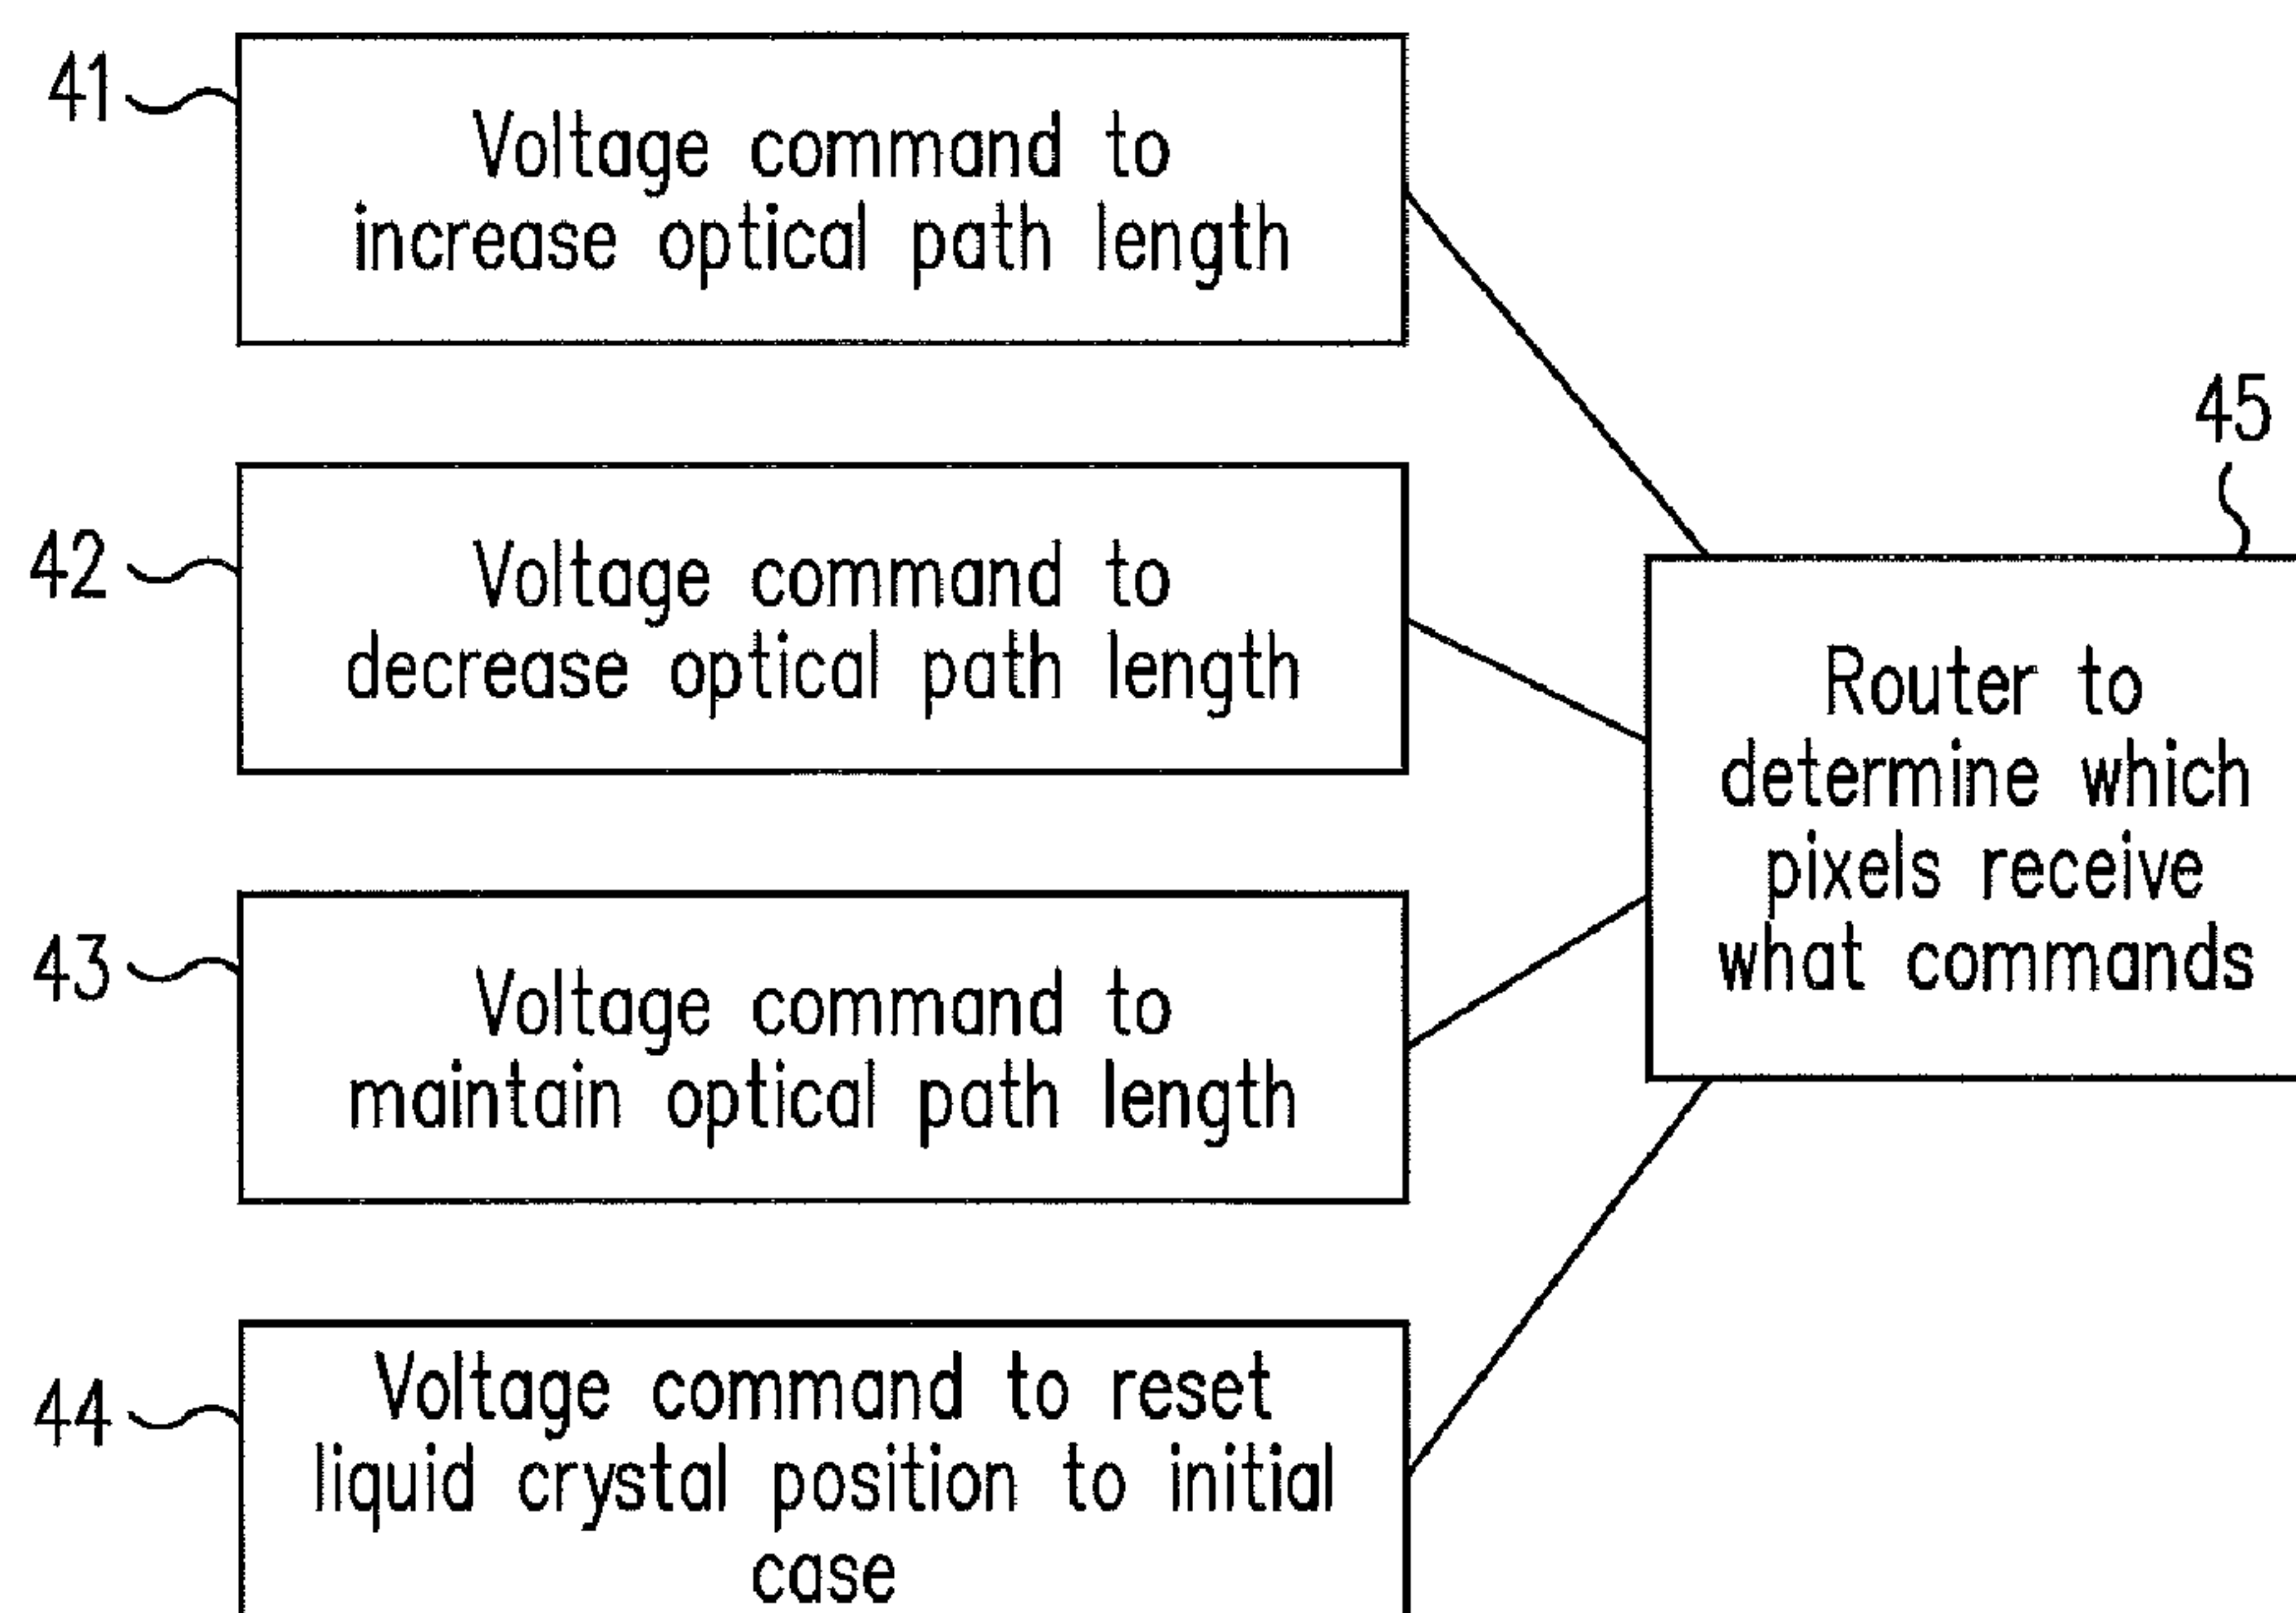 41
Voltage command to
increase optical path length
42
Voltage command to
decrease optical path length
43
Voltage command to
maintain optical path length
44
Voltage command to reset
liquid crystal position to initial
case
45
Router to
determine which
pixels receive
what commands